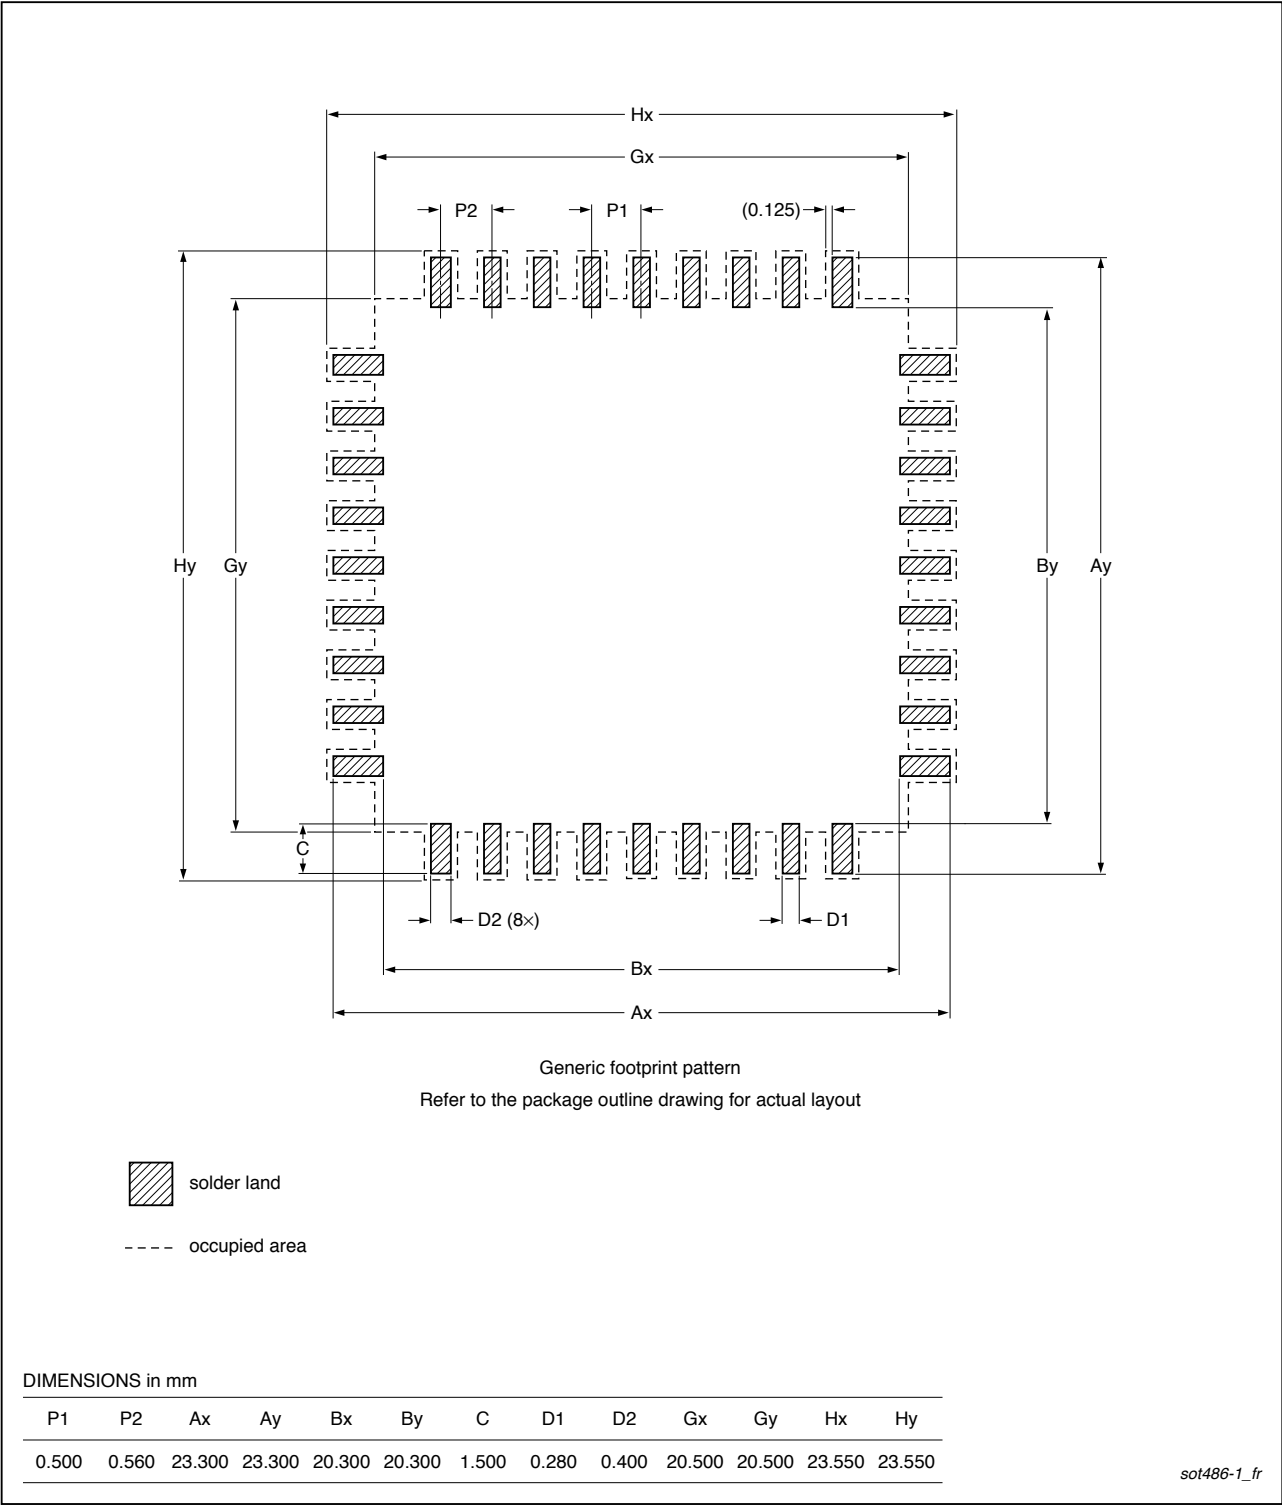 Hx
Gx
P2 P1 (0.125)
Hy Gy By Ay
C
D2 (8×) D1
Bx
Ax
Generic footprint pattern
Refer to the package outline drawing for actual layout
solder land
occupied area
DIMENSIONS in mm
P1 P2 Ax Ay Bx By C D1 D2 Gx Gy Hx Hy
0.500 0.560 23.300 23.300 20.300 20.300 1.500 0.280 0.400 20.500 20.500 23.550 23.550
sot486-1_fr